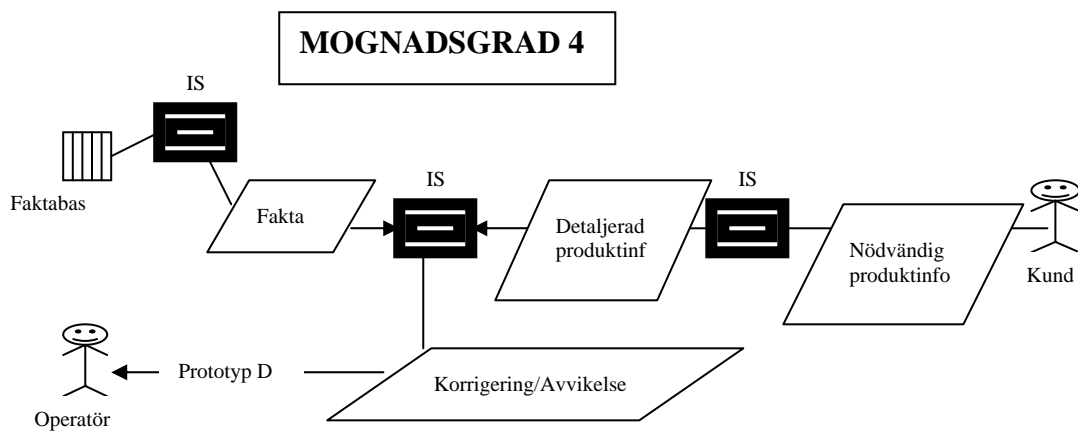 MOGNADSGRAD 4
IS
Faktabas
Fakta
IS
Detaljerad
produktinf
IS
Nödvändig
produktinfo
Kund
Operatör
Prototyp D
Korrigering/Avvikelse